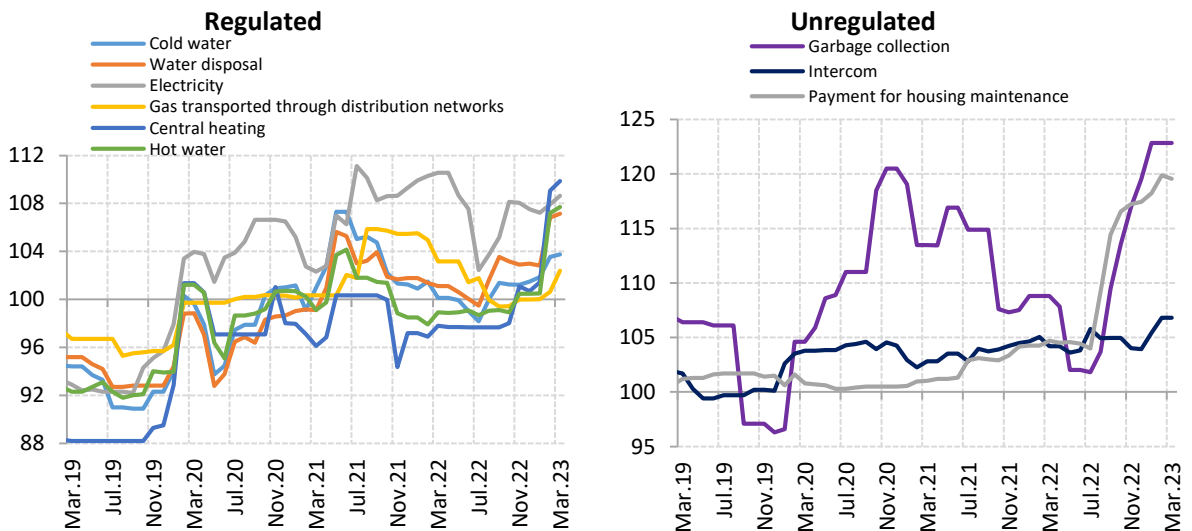 Regulated
Cold water
Water disposal
Electricity
Gas transported through distribution networks
Central heating
Hot water
112
108
104
100
96
92
88
Mar.19
Jul.19
Nov.19
Mar.20
Jul.20
Nov.20
Mar.21
Jul.21
Nov.21
Mar.22
Jul.22
Nov.22
Mar.23
Unregulated
Garbage collection
Intercom
Payment for housing maintenance
125
120
115
110
105
100
95
Mar.19
Jul.19
Nov.19
Mar.20
Jul.20
Nov.20
Mar.21
Jul.21
Nov.21
Mar.22
Jul.22
Nov.22
Mar.23